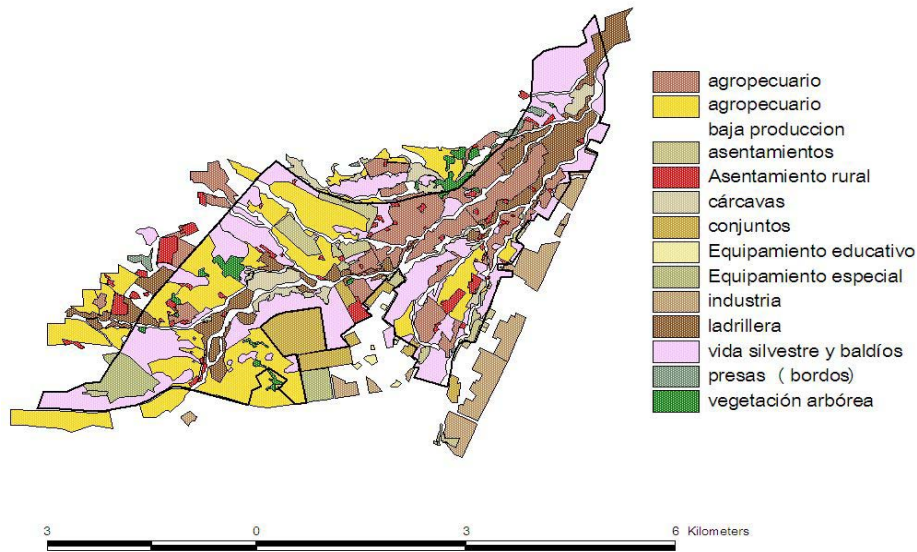 agropecuario
agropecuario
baja produccion
asentamientos
Asentamiento rural
cárcavas
conjuntos
Equipamiento educativo
Equipamiento especial
industria
ladrillera
vida silvestre y baldíos
presas ( bordos)
vegetación arbórea
3 0 3 6 Kilometers